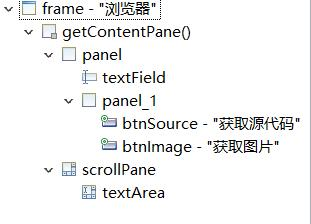 frame - "浏览器"
getContentPane()
panel
textField
panel_1
btnSource - "获取源代码"
btnImage - "获取图片"
scrollPane
textArea